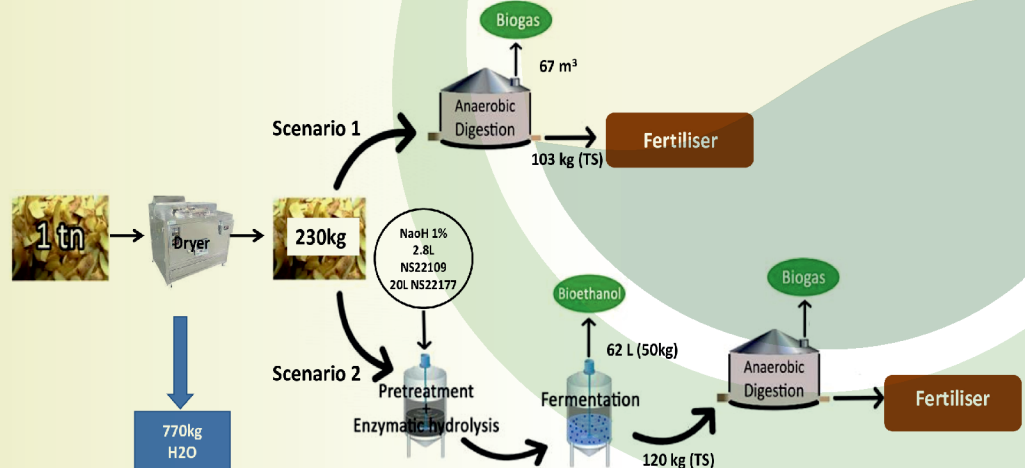 Biogas
67 m³
Anaerobic
Digestion
Scenario 1
103 kg (TS)
Fertiliser
1 tn
Dryer
230kg
NaoH 1%
2.8L
NS22109
20L NS22177
Bioethanol
Biogas
62 L (50kg)
Scenario 2
Pretreatment
+
Enzymatic hydrolysis
Fermentation
Anaerobic
Digestion
Fertiliser
770kg
H2O
120 kg (TS)